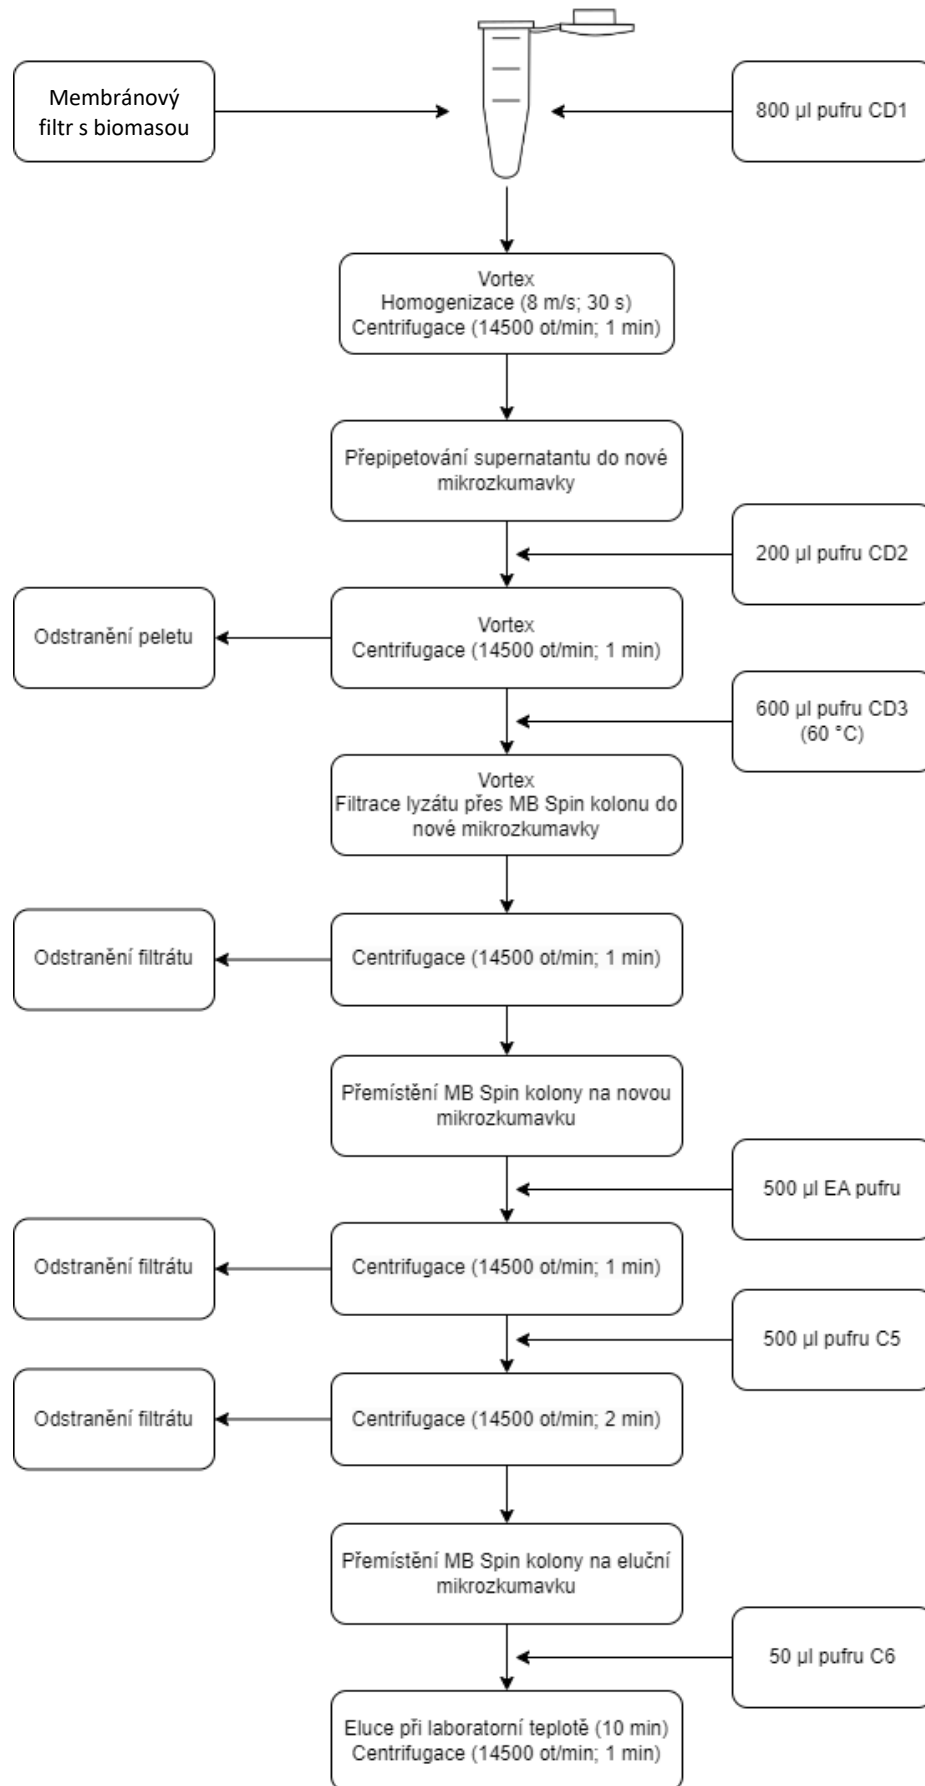 Membránový
filtr s biomasou
800 µl pufru CD1
Vortex
Homogenizace (8 m/s; 30 s)
Centrifugace (14500 ot/min; 1 min)
Přepipetování supernatantu do nové
mikrozkumavky
200 µl pufru CD2
Odstranění peletu
Vortex
Centrifugace (14500 ot/min; 1 min)
600 µl pufru CD3
(60 °C)
Vortex
Filtrace lyzátu přes MB Spin kolonu do
nové mikrozkumavky
Odstranění filtrátu
Centrifugace (14500 ot/min; 1 min)
Přemístění MB Spin kolony na novou
mikrozkumavku
500 µl EA pufru
Odstranění filtrátu
Centrifugace (14500 ot/min; 1 min)
500 µl pufru C5
Odstranění filtrátu
Centrifugace (14500 ot/min; 2 min)
Přemístění MB Spin kolony na eluční
mikrozkumavku
50 µl pufru C6
Eluce při laboratorní teplotě (10 min)
Centrifugace (14500 ot/min; 1 min)